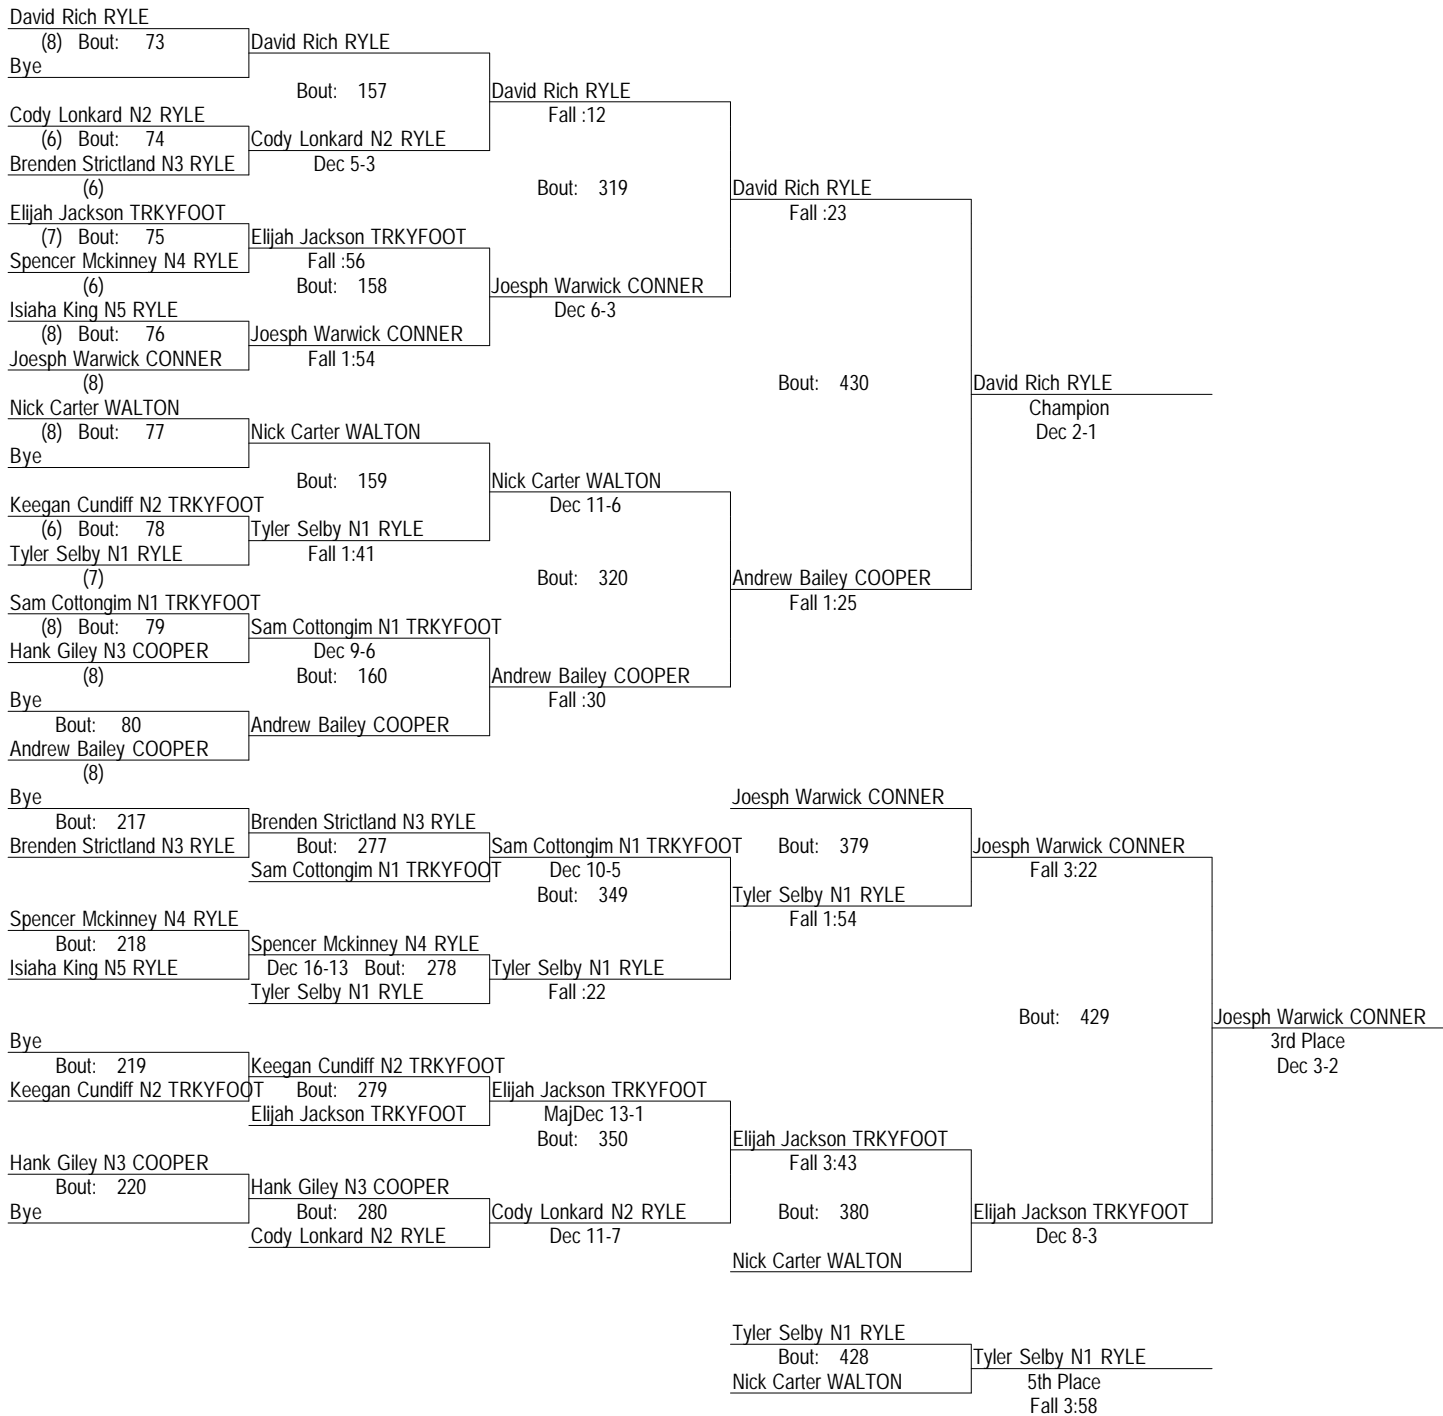 David Rich RYLE
(8) Bout: 73 David Rich RYLE
Bye
Bout: 157 David Rich RYLE
Cody Lonkard N2 RYLE Fall :12
(6) Bout: 74 Cody Lonkard N2 RYLE
Brenden Strictland N3 RYLE Dec 5-3
(6) Bout: 319 David Rich RYLE
Elijah Jackson TRKYFOOT Fall :23
(7) Bout: 75 Elijah Jackson TRKYFOOT
Spencer Mckinney N4 RYLE Fall :56
(6) Bout: 158 Joesph Warwick CONNER
Isiaha King N5 RYLE Dec 6-3
(8) Bout: 76 Joesph Warwick CONNER
Joesph Warwick CONNER Fall 1:54
(8) Bout: 430 David Rich RYLE
Nick Carter WALTON Champion
(8) Bout: 77 Nick Carter WALTON Dec 2-1
Bye
Bout: 159 Nick Carter WALTON
Keegan Cundiff N2 TRKYFOOT Dec 11-6
(6) Bout: 78 Tyler Selby N1 RYLE
Tyler Selby N1 RYLE Fall 1:41
(7) Bout: 320 Andrew Bailey COOPER
Sam Cottongim N1 TRKYFOOT Fall 1:25
(8) Bout: 79 Sam Cottongim N1 TRKYFOOT
Hank Giley N3 COOPER Dec 9-6
(8) Bout: 160 Andrew Bailey COOPER
Bye Fall :30
Bout: 80 Andrew Bailey COOPER
Andrew Bailey COOPER
(8)
Bye Joesph Warwick CONNER
Bout: 217 Brenden Strictland N3 RYLE
Brenden Strictland N3 RYLE Bout: 277 Sam Cottongim N1 TRKYFOOT Bout: 379 Joesph Warwick CONNER
Sam Cottongim N1 TRKYFOOT Dec 10-5 Fall 3:22
Bout: 349 Tyler Selby N1 RYLE
Spencer Mckinney N4 RYLE Fall 1:54
Bout: 218 Spencer Mckinney N4 RYLE
Isiaha King N5 RYLE Dec 16-13 Bout: 278 Tyler Selby N1 RYLE
Tyler Selby N1 RYLE Fall :22
Bout: 429 Joesph Warwick CONNER
Bye 3rd Place
Bout: 219 Keegan Cundiff N2 TRKYFOOT Dec 3-2
Keegan Cundiff N2 TRKYFOOT Bout: 279 Elijah Jackson TRKYFOOT
Elijah Jackson TRKYFOOT MajDec 13-1
Bout: 350 Elijah Jackson TRKYFOOT
Hank Giley N3 COOPER Fall 3:43
Bout: 220 Hank Giley N3 COOPER
Bye Bout: 280 Cody Lonkard N2 RYLE Bout: 380 Elijah Jackson TRKYFOOT
Cody Lonkard N2 RYLE Dec 11-7 Dec 8-3
Nick Carter WALTON
Tyler Selby N1 RYLE
Bout: 428 Tyler Selby N1 RYLE
Nick Carter WALTON 5th Place
Fall 3:58